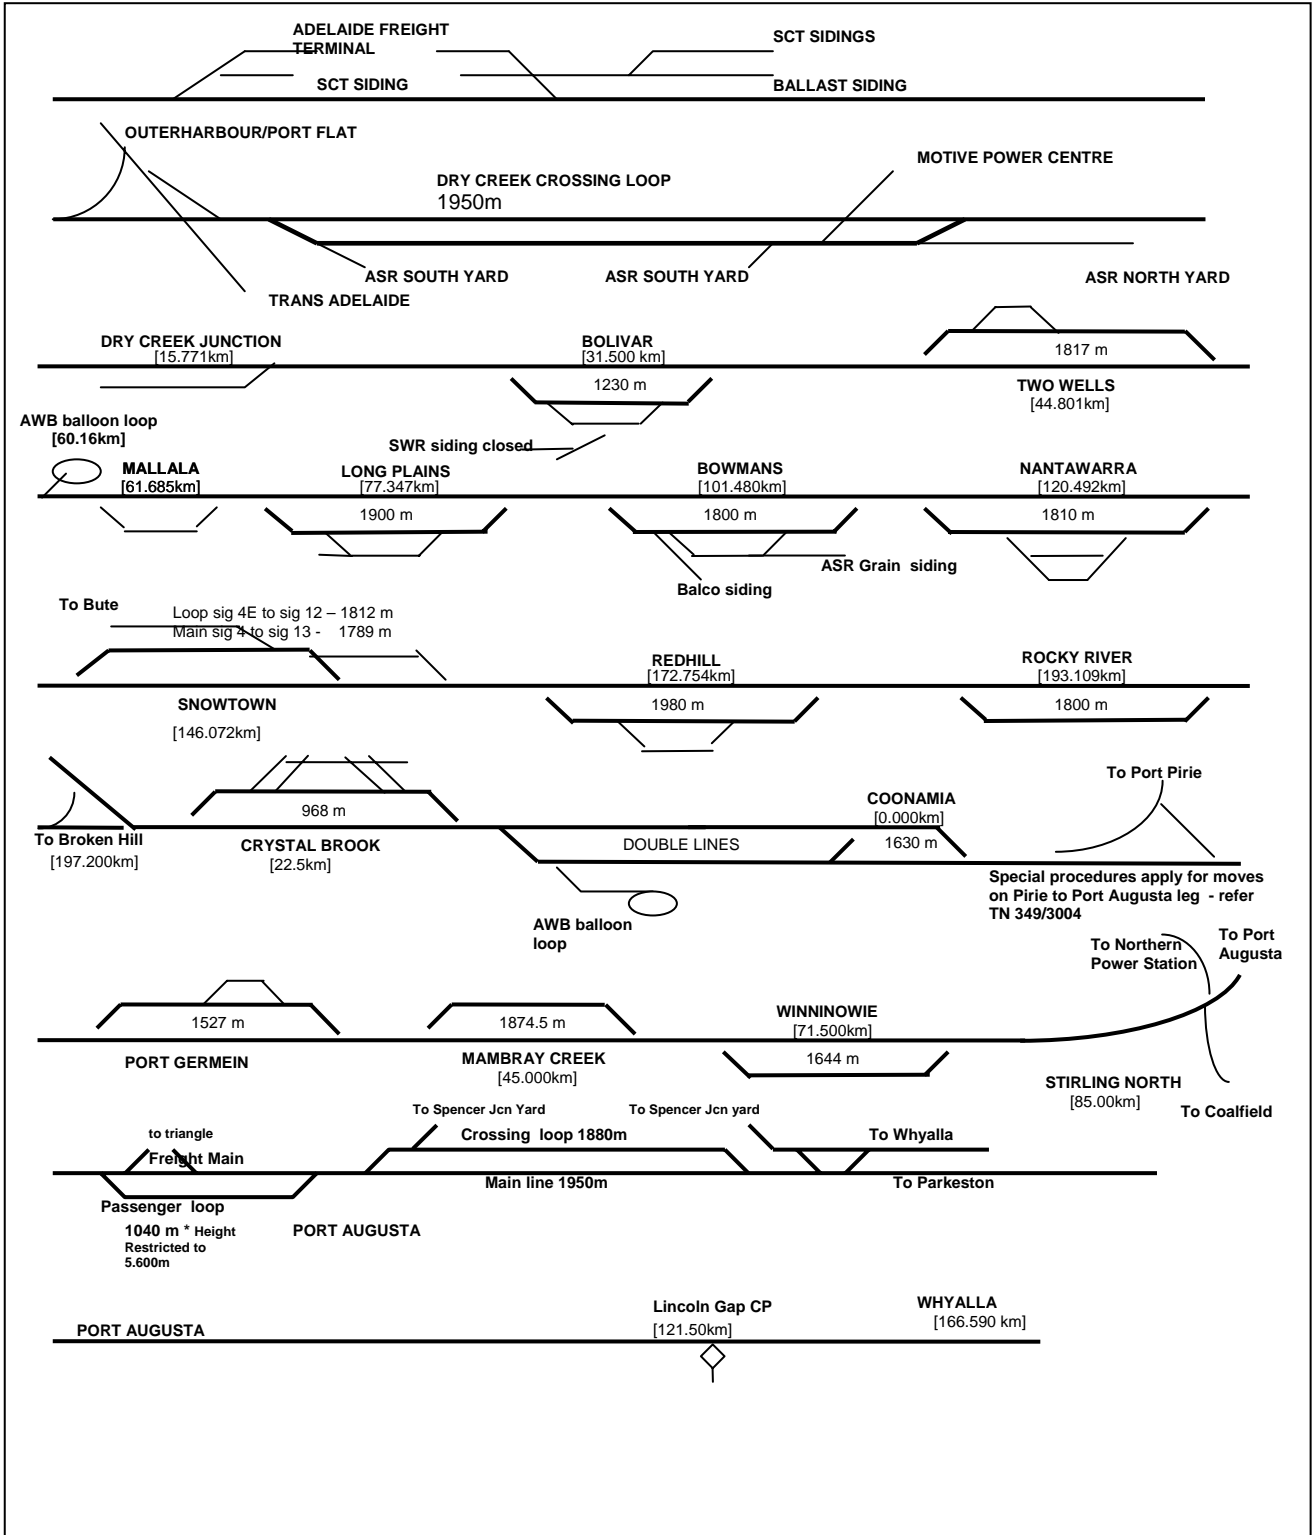 ADELAIDE FREIGHT
TERMINAL
SCT SIDINGS
SCT SIDING
BALLAST SIDING
OUTERHARBOUR/PORT FLAT
MOTIVE POWER CENTRE
DRY CREEK CROSSING LOOP
1950m
ASR SOUTH YARD
ASR SOUTH YARD
ASR NORTH YARD
TRANS ADELAIDE
DRY CREEK JUNCTION
[15.771km]
BOLIVAR
[31.500 km]
1230 m
1817 m
TWO WELLS
[44.801km]
AWB balloon loop
[60.16km]
SWR siding closed
MALLALA
[61.685km]
LONG PLAINS
[77.347km]
1900 m
BOWMANS
[101.480km]
1800 m
NANTAWARRA
[120.492km]
1810 m
ASR Grain siding
Balco siding
To Bute
Loop sig 4E to sig 12 – 1812 m
Main sig 4 to sig 13 - 1789 m
SNOWTOWN
[146.072km]
REDHILL
[172.754km]
1980 m
ROCKY RIVER
[193.109km]
1800 m
To Broken Hill
[197.200km]
968 m
CRYSTAL BROOK
[22.5km]
DOUBLE LINES
COONAMIA
[0.000km]
1630 m
To Port Pirie
Special procedures apply for moves
on Pirie to Port Augusta leg - refer
TN 349/3004
AWB balloon
loop
To Northern
Power Station
To Port
Augusta
1527 m
PORT GERMEIN
1874.5 m
MAMBRAY CREEK
[45.000km]
WINNINOWIE
[71.500km]
1644 m
STIRLING NORTH
[85.00km]
To Coalfield
To Spencer Jcn Yard
To Spencer Jcn yard
to triangle
Freight Main
Crossing loop 1880m
To Whyalla
Main line 1950m
To Parkeston
Passenger loop
1040 m * Height
Restricted to
5.600m
PORT AUGUSTA
PORT AUGUSTA
Lincoln Gap CP
[121.50km]
WHYALLA
[166.590 km]